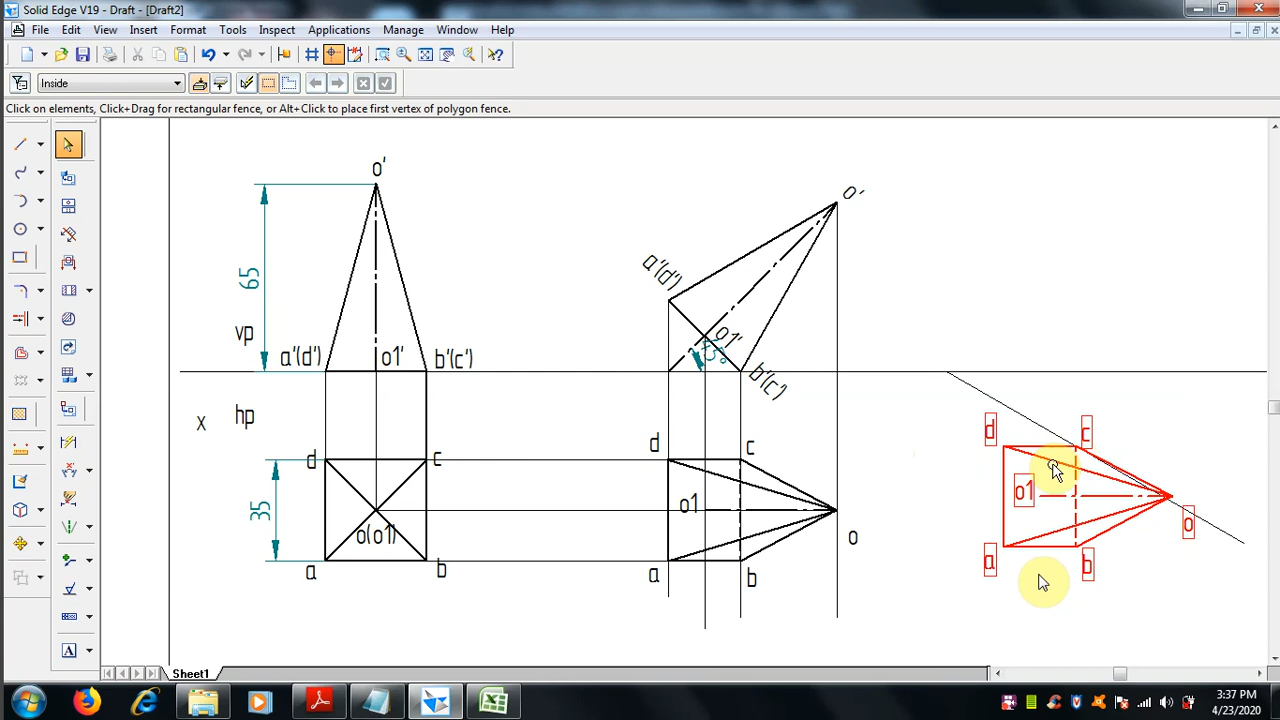 Solid Edge V19 - Draft - [Draft2]
File Edit View Insert Format Tools Inspect Applications Manage Window Help
Inside
Click on elements, Click+Drag for rectangular fence, or Alt+Click to place first vertex of polygon fence.
o'
o'
65
a'(d')
vp
o1'
45°
a'(d')
o1'
b'(c')
b'(c')
x
hp
d
c
d
c
d
c
35
o1
o1
o(o1)
o
o
a
b
a
b
a
b
A
Sheet1
3:37 PM
4/23/2020